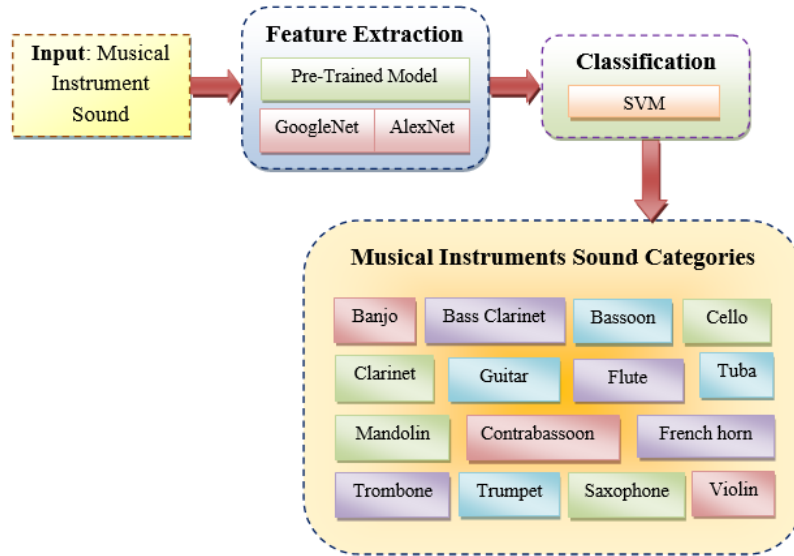 Input: Musical
Instrument
Sound
Feature Extraction
Pre-Trained Model
GoogleNet AlexNet
Classification
SVM
Musical Instruments Sound Categories
Banjo Bass Clarinet Bassoon Cello
Clarinet Guitar Flute Tuba
Mandolin Contrabassoon French horn
Trombone Trumpet Saxophone Violin